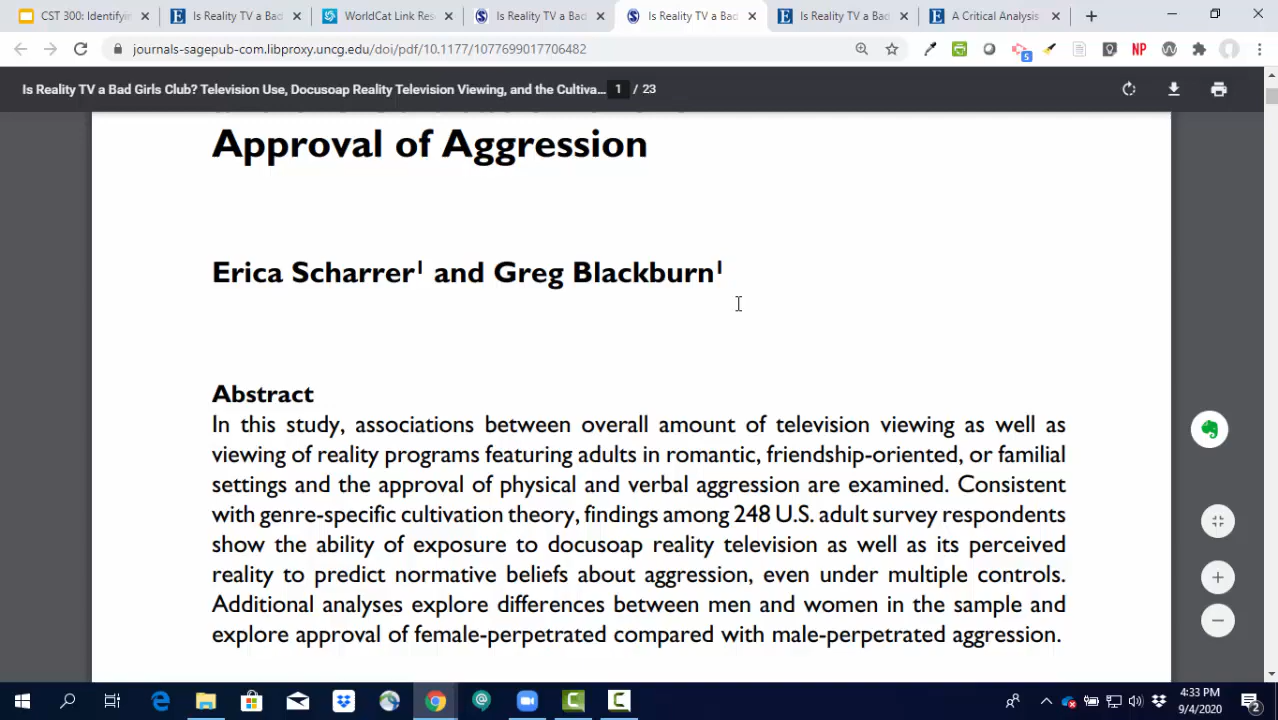 CST 300: Identifyin
Is Reality TV a Bad
WorldCat Link Res
Is Reality TV a Bad
Is Reality TV a Bad
Is Reality TV a Bad
A Critical Analysis
journals-sagepub-com.libproxy.uncg.edu/doi/pdf/10.1177/1077699017706482
5
NP
Is Reality TV a Bad Girls Club? Television Use, Docusoap Reality Television Viewing, and the Cultiva...
1 / 23
Approval of Aggression
Erica Scharrer1 and Greg Blackburn1
Abstract
In this study, associations between overall amount of television viewing as well as
viewing of reality programs featuring adults in romantic, friendship-oriented, or familial
settings and the approval of physical and verbal aggression are examined. Consistent
with genre-specific cultivation theory, findings among 248 U.S. adult survey respondents
show the ability of exposure to docusoap reality television as well as its perceived
reality to predict normative beliefs about aggression, even under multiple controls.
Additional analyses explore differences between men and women in the sample and
explore approval of female-perpetrated compared with male-perpetrated aggression.
4:33 PM
9/4/2020
2